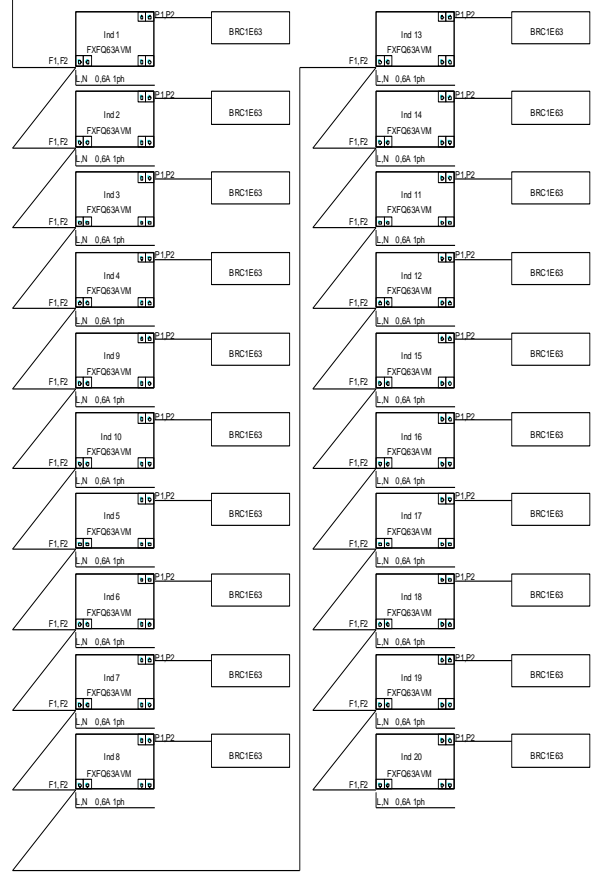 P1,P2
Ind 1
BRC1E63
FXFQ63AVM
F1,F2
L,N 0,6A 1ph
P1,P2
Ind 2
BRC1E63
FXFQ63AVM
F1,F2
L,N 0,6A 1ph
P1,P2
Ind 3
BRC1E63
FXFQ63AVM
F1,F2
L,N 0,6A 1ph
P1,P2
Ind 4
BRC1E63
FXFQ63AVM
F1,F2
L,N 0,6A 1ph
P1,P2
Ind 9
BRC1E63
FXFQ63AVM
F1,F2
L,N 0,6A 1ph
P1,P2
Ind 10
BRC1E63
FXFQ63AVM
F1,F2
L,N 0,6A 1ph
P1,P2
Ind 5
BRC1E63
FXFQ63AVM
F1,F2
L,N 0,6A 1ph
P1,P2
Ind 6
BRC1E63
FXFQ63AVM
F1,F2
L,N 0,6A 1ph
P1,P2
Ind 7
BRC1E63
FXFQ63AVM
F1,F2
L,N 0,6A 1ph
P1,P2
Ind 8
BRC1E63
FXFQ63AVM
F1,F2
L,N 0,6A 1ph
P1,P2
Ind 13
BRC1E63
FXFQ63AVM
F1,F2
L,N 0,6A 1ph
P1,P2
Ind 14
BRC1E63
FXFQ63AVM
F1,F2
L,N 0,6A 1ph
P1,P2
Ind 11
BRC1E63
FXFQ63AVM
F1,F2
L,N 0,6A 1ph
P1,P2
Ind 12
BRC1E63
FXFQ63AVM
F1,F2
L,N 0,6A 1ph
P1,P2
Ind 15
BRC1E63
FXFQ63AVM
F1,F2
L,N 0,6A 1ph
P1,P2
Ind 16
BRC1E63
FXFQ63AVM
F1,F2
L,N 0,6A 1ph
P1,P2
Ind 17
BRC1E63
FXFQ63AVM
F1,F2
L,N 0,6A 1ph
P1,P2
Ind 18
BRC1E63
FXFQ63AVM
F1,F2
L,N 0,6A 1ph
P1,P2
Ind 19
BRC1E63
FXFQ63AVM
F1,F2
L,N 0,6A 1ph
P1,P2
Ind 20
BRC1E63
FXFQ63AVM
F1,F2
L,N 0,6A 1ph